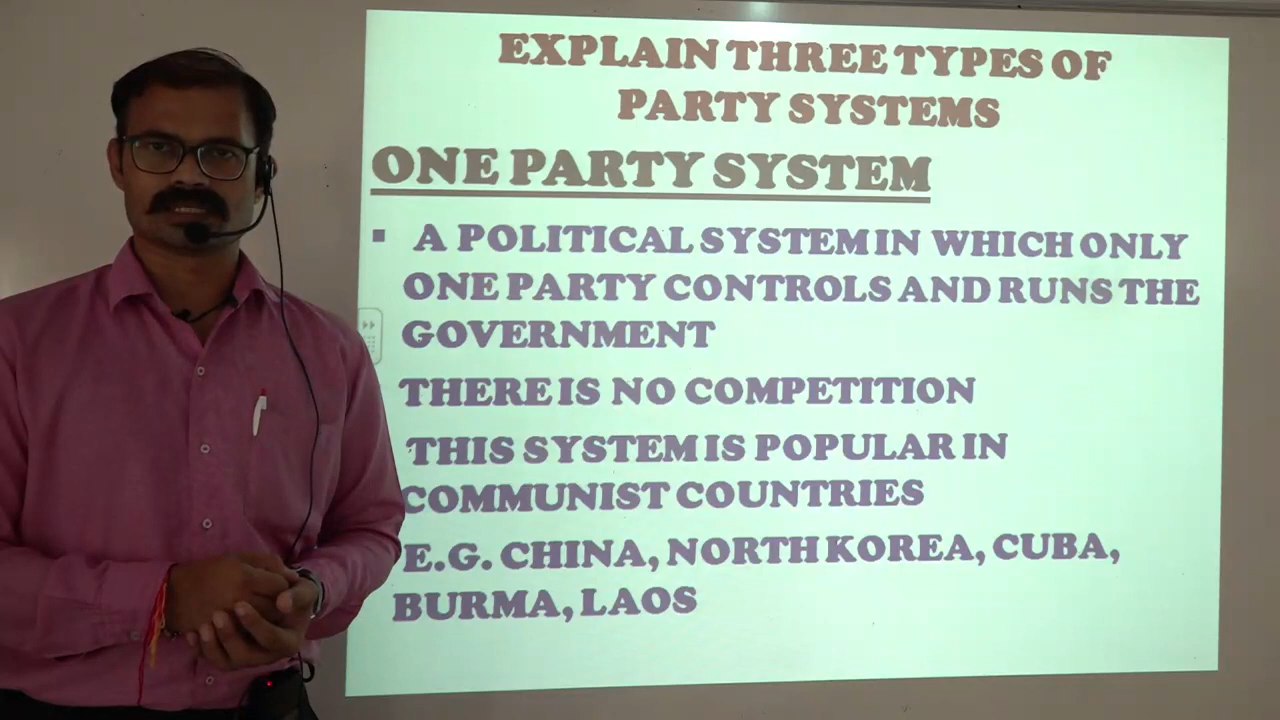 EXPLAIN THREE TYPES OF
PARTY SYSTEMS
ONE PARTY SYSTEM
▪ A POLITICAL SYSTEM IN WHICH ONLY
ONE PARTY CONTROLS AND RUNS THE
GOVERNMENT
THERE IS NO COMPETITION
THIS SYSTEM IS POPULAR IN
COMMUNIST COUNTRIES
E.G. CHINA, NORTH KOREA, CUBA,
BURMA, LAOS